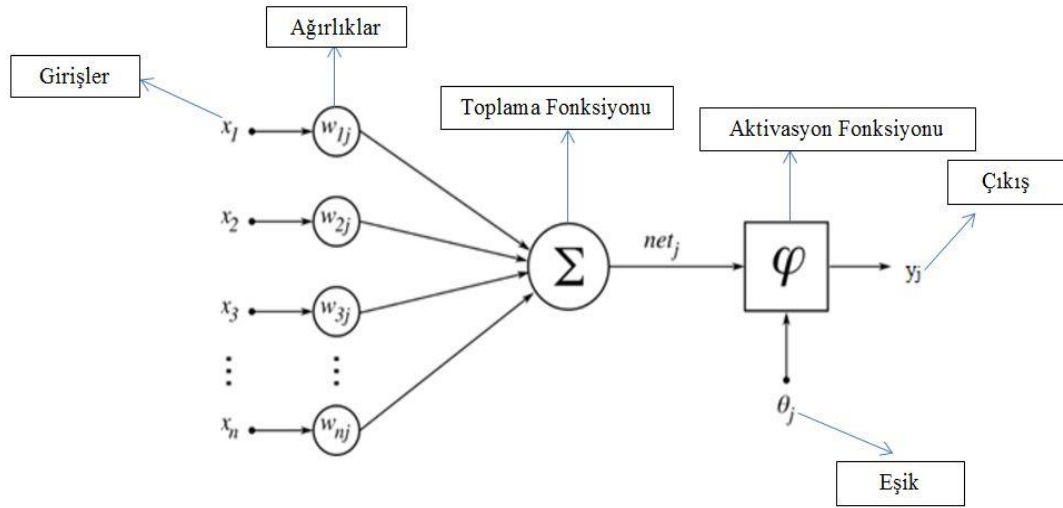 Ağırlıklar
Girişler
Toplama Fonksiyonu
Aktivasyon Fonksiyonu
Çıkış
x1
w1j
x2
w2j
Σ
netj
φ
yj
x3
w3j
⋮
⋮
θj
xn
wnj
Eşik